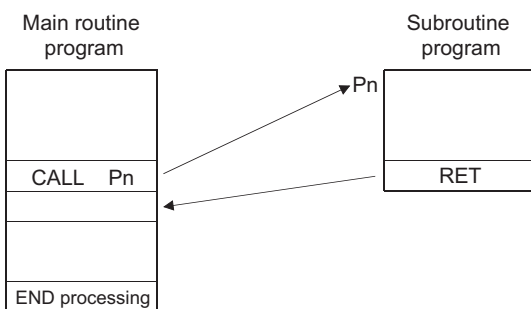 Main routine
program
Subroutine
program
Pn
CALL Pn
RET
END processing